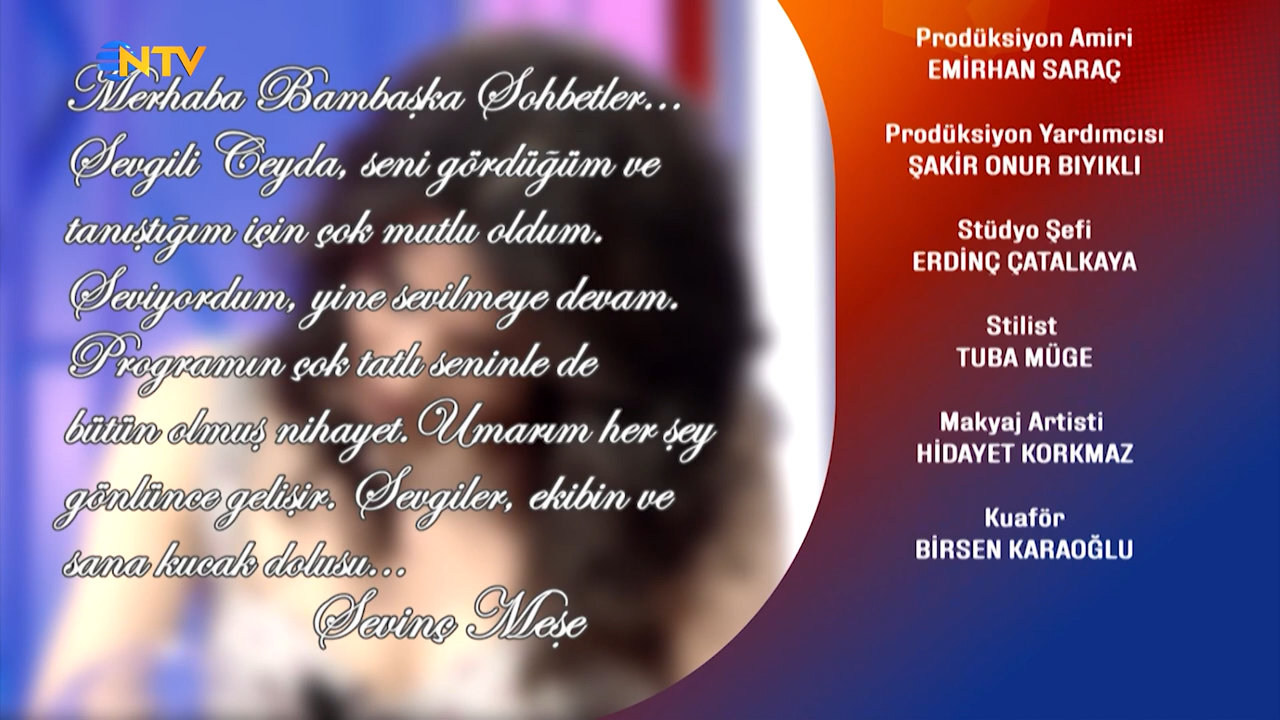 NTV
Merhaba Bambaşka Sohbetler...
Sevgili Ceyda, seni gördüğüm ve
tanıştığım için çok mutlu oldum.
Seviyordum, yine sevilmeye devam.
Programın çok tatlı seninle de
bütün olmuş nihayet. Umarım her şey
gönlünce gelişir. Sevgiler, ekibin ve
sana kucak dolusu...
Sevinç Meşe
Prodüksiyon Amiri
EMİRHAN SARAÇ
Prodüksiyon Yardımcısı
ŞAKİR ONUR BIYIKLI
Stüdyo Şefi
ERDİNÇ ÇATALKAYA
Stilist
TUBA MÜGE
Makyaj Artisti
HİDAYET KORKMAZ
Kuaför
BİRSEN KARAOĞLU